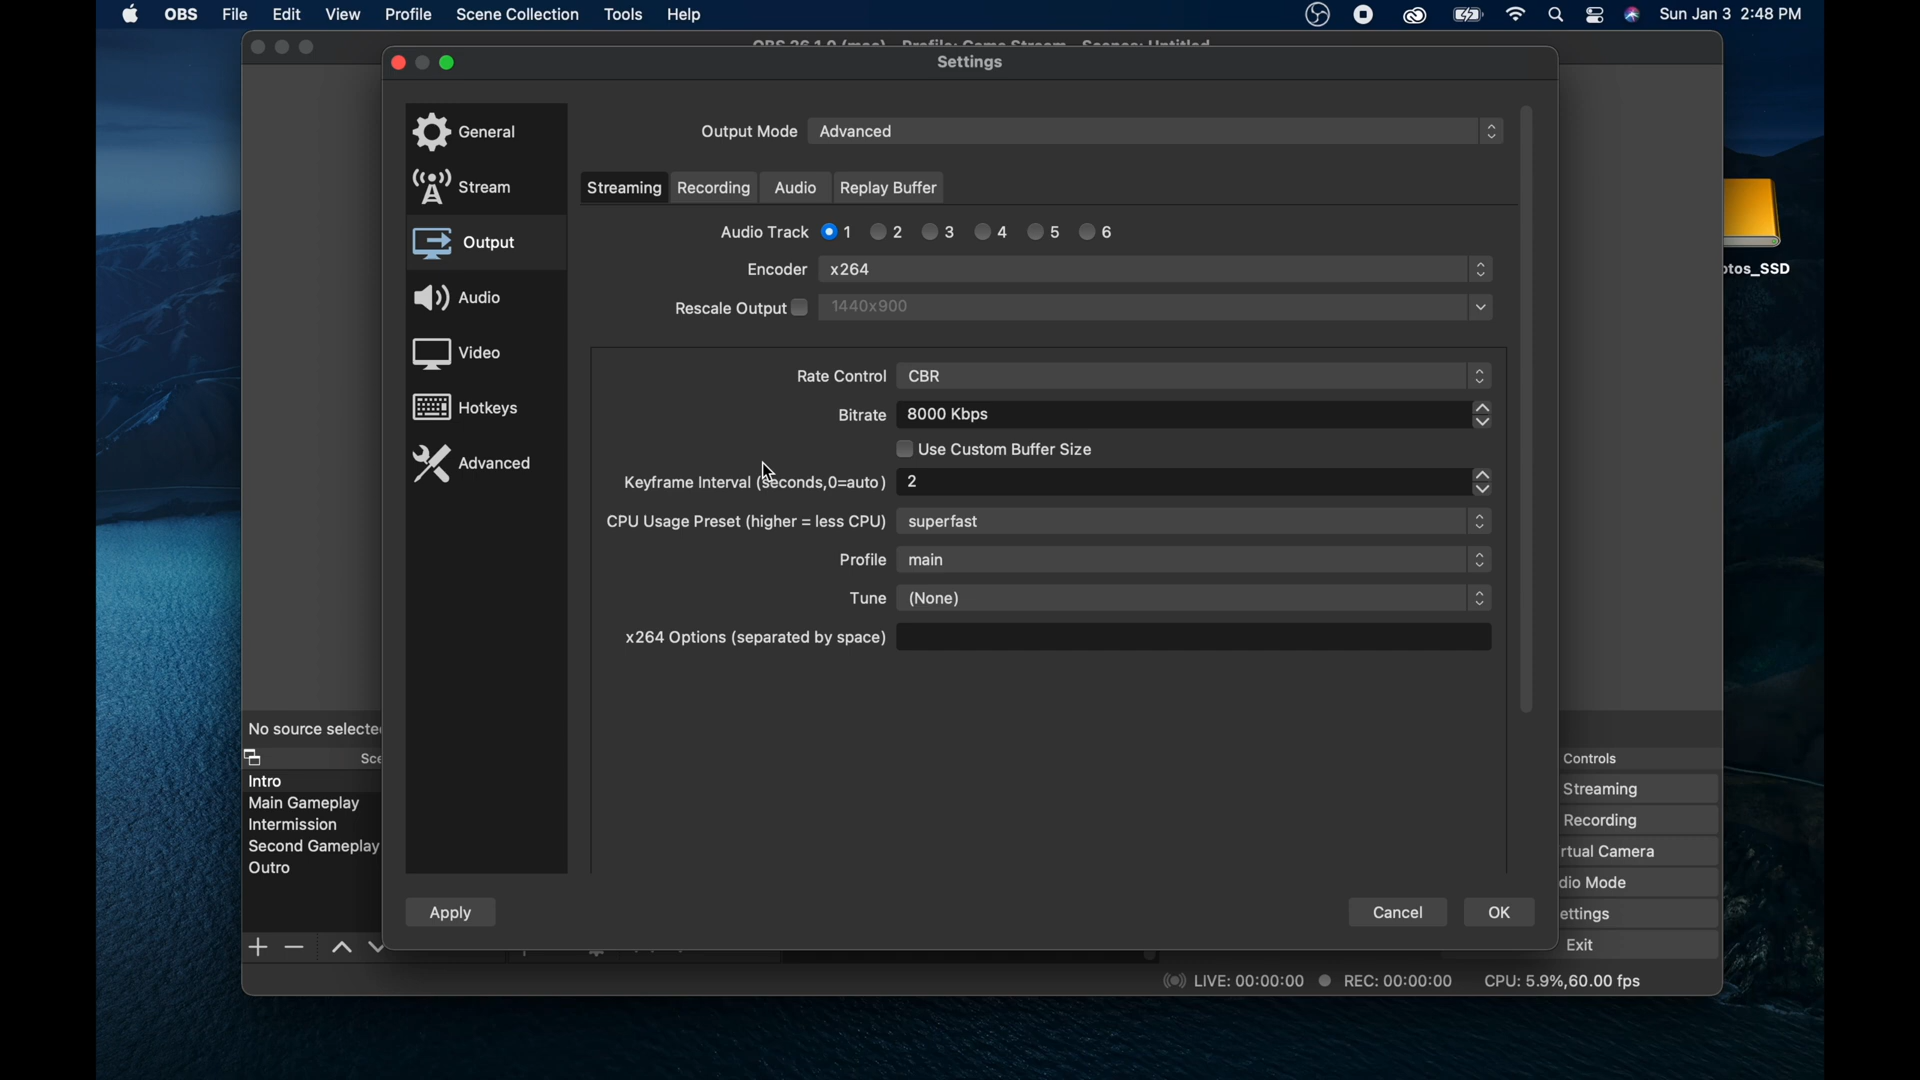 OBS File Edit View Profile Scene Collection Tools Help Sun Jan 3 2:48 PM
Settings
General
Stream
Output
Audio
Video
Hotkeys
Advanced
Output Mode Advanced
Streaming Recording Audio Replay Buffer
Audio Track 1 2 3 4 5 6
Encoder x264
Rescale Output 1440x900
Rate Control CBR
Bitrate 8000 Kbps
Use Custom Buffer Size
Keyframe Interval (seconds,0=auto) 2
CPU Usage Preset (higher = less CPU) superfast
Profile main
Tune (None)
x264 Options (separated by space)
Apply Cancel OK
tos_SSD
No source selecte
Sce
Intro
Main Gameplay
Intermission
Second Gameplay
Outro
Controls
Streaming
Recording
rtual Camera
dio Mode
ettings
Exit
LIVE: 00:00:00 REC: 00:00:00 CPU: 5.9%,60.00 fps